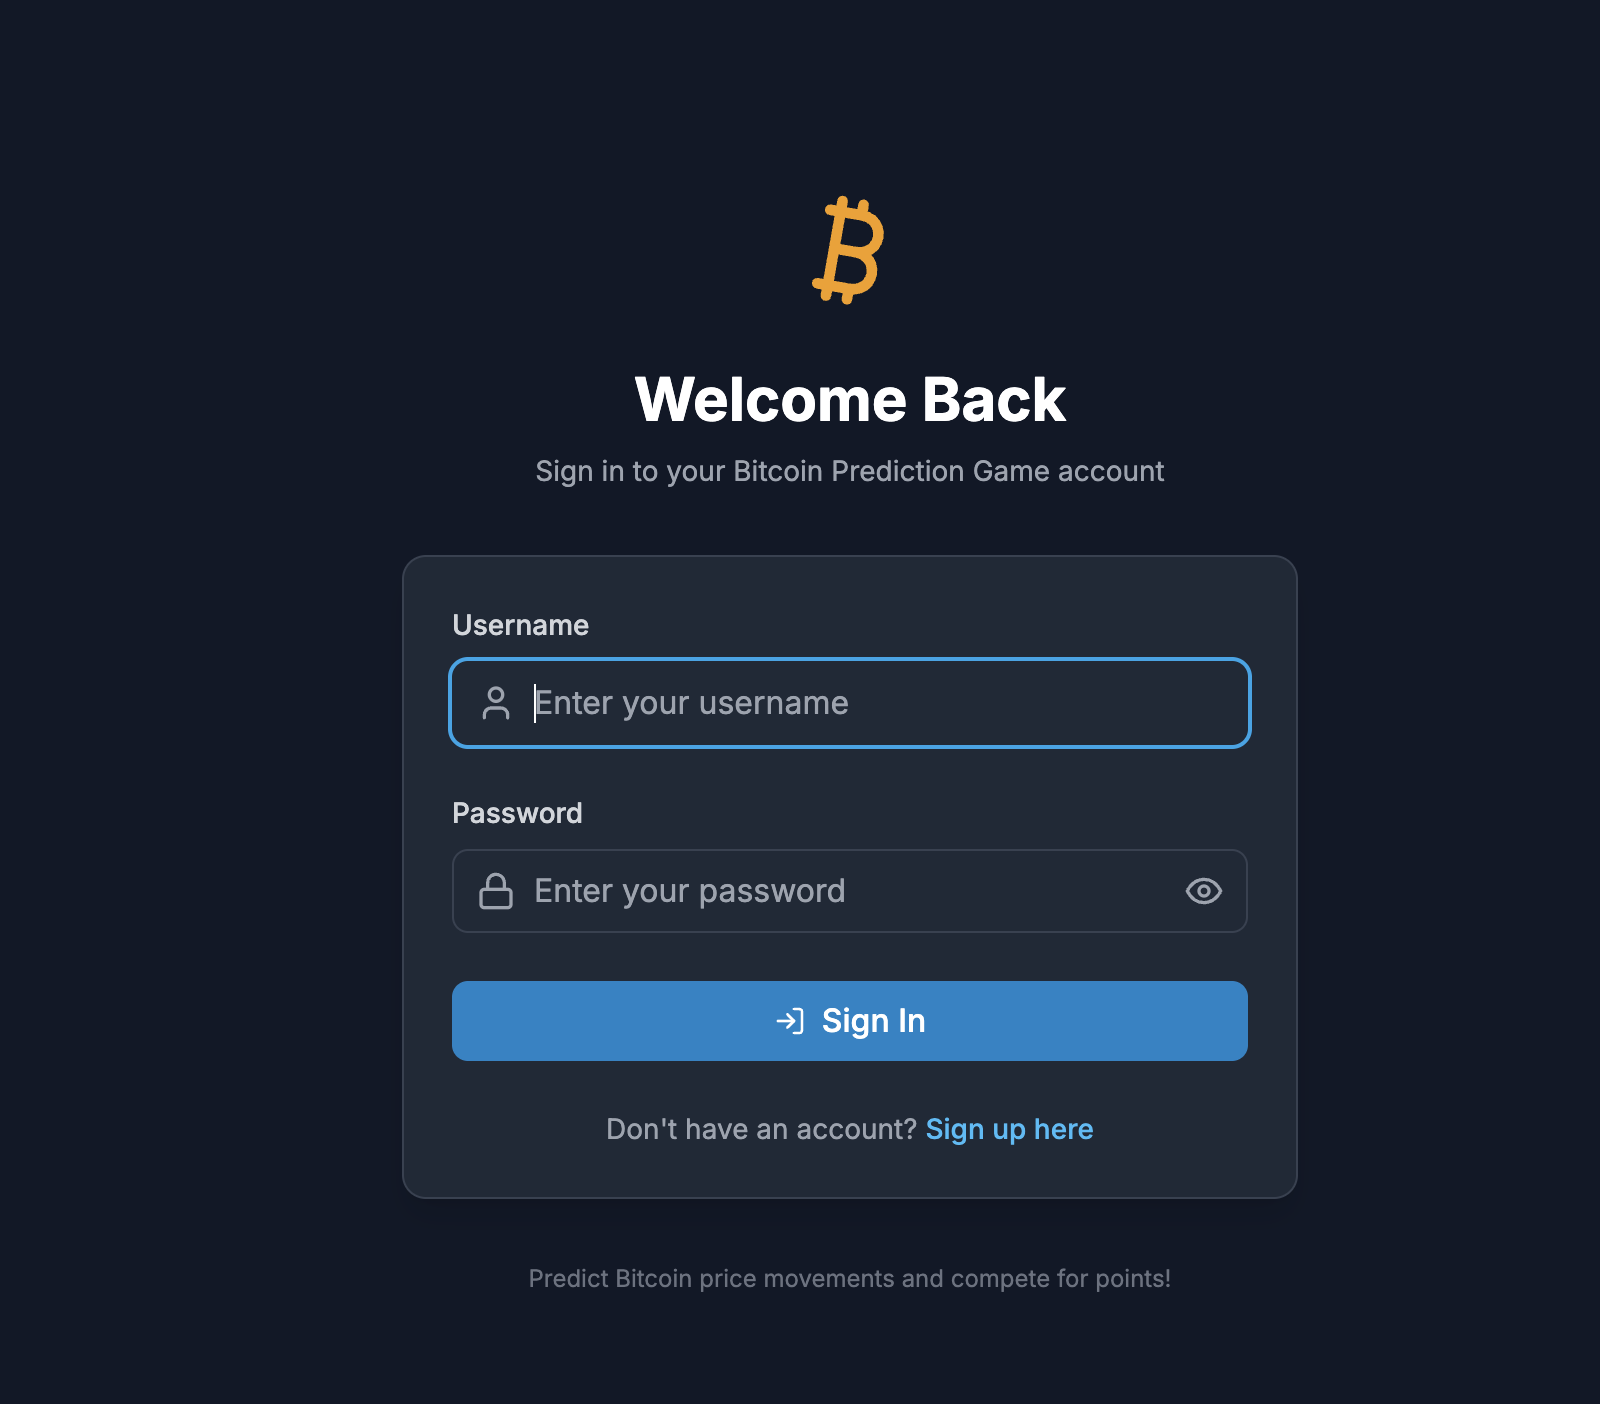 Welcome Back
Sign in to your Bitcoin Prediction Game account
Username
Enter your username
Password
Enter your password
Sign In
Don't have an account? Sign up here
Predict Bitcoin price movements and compete for points!